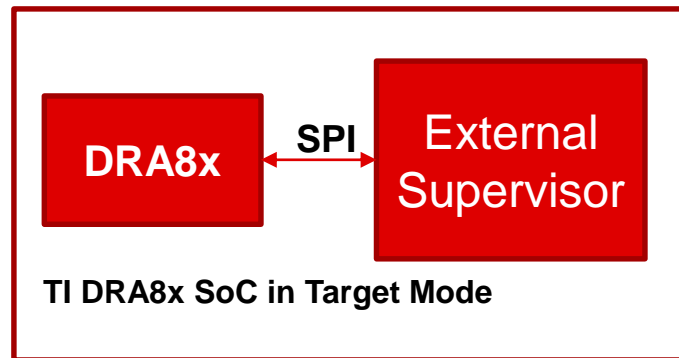 DRA8x
SPI
External
Supervisor
TI DRA8x SoC in Target Mode